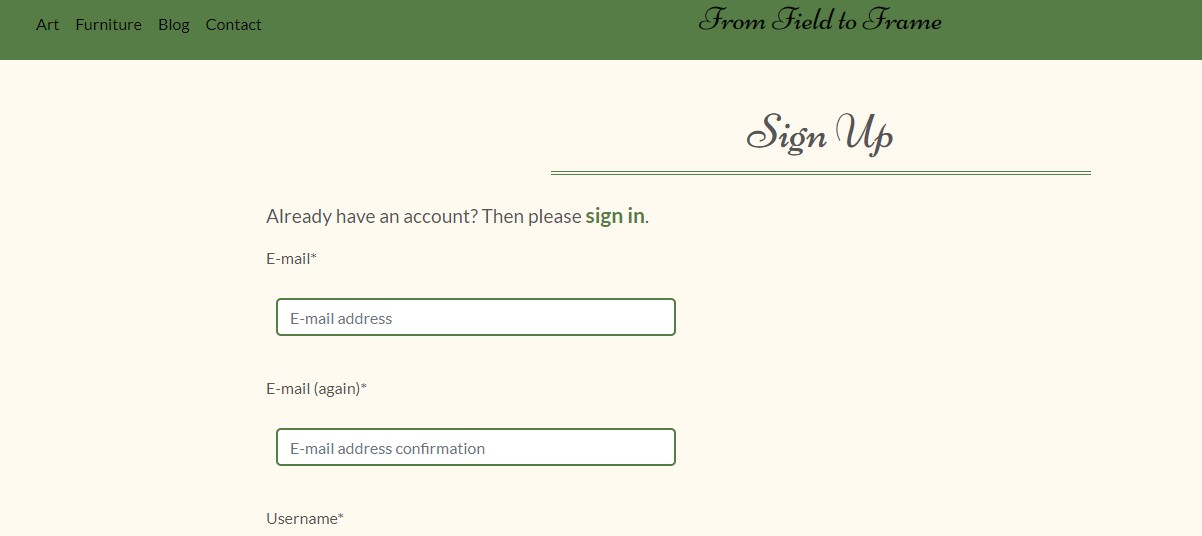 Art Furniture Blog Contact From Field to Frame
Sign Up
Already have an account? Then please sign in.
E-mail*
E-mail address
E-mail (again)*
E-mail address confirmation
Username*